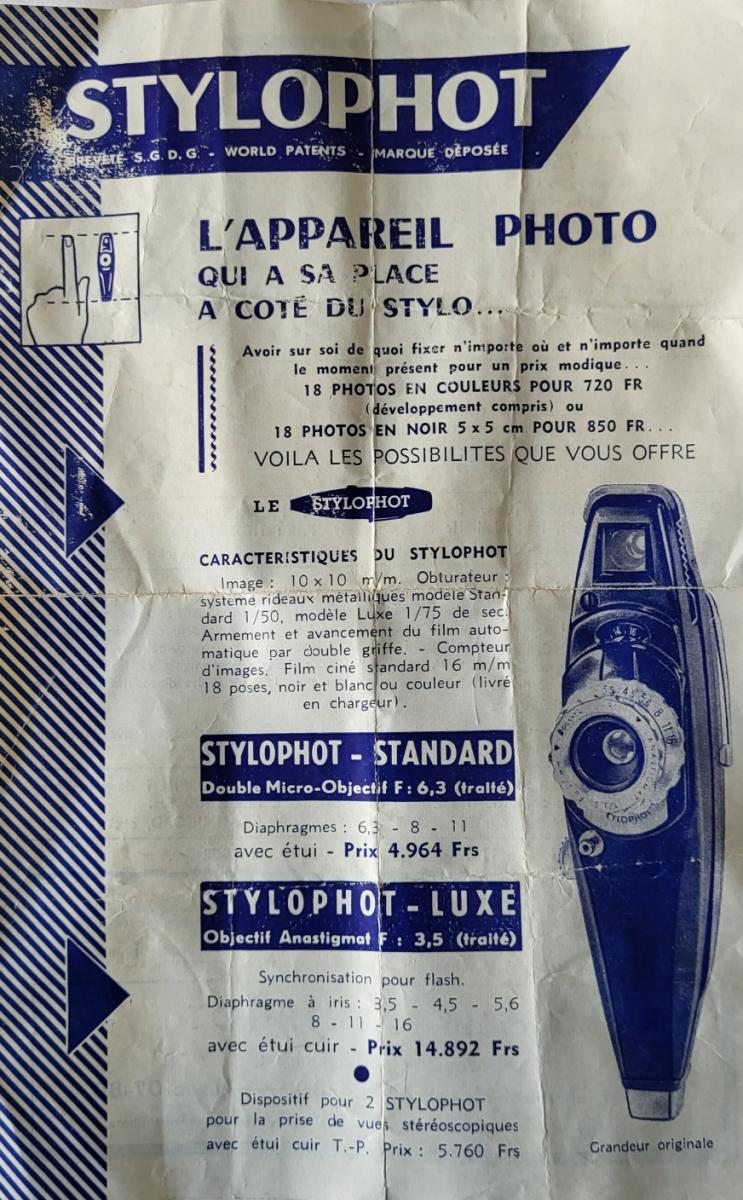 STYLOPHOT
BREVETÉ S.G.D.G. - WORLD PATENTS - MARQUE DÉPOSÉE
L'APPAREIL PHOTO
QUI A SA PLACE
A COTÉ DU STYLO...
Avoir sur soi de quoi fixer n'importe où et n'importe quand
le moment présent pour un prix modique...
18 PHOTOS EN COULEURS POUR 720 FR
(développement compris) ou
18 PHOTOS EN NOIR 5 x 5 cm POUR 850 FR...
VOILA LES POSSIBILITES QUE VOUS OFFRE
LE STYLOPHOT
CARACTERISTIQUES DU STYLOPHOT
Image : 10 x 10 m/m. Obturateur :
système rideaux métalliques modèle Stan-
dard 1/50, modèle Luxe 1/75 de sec.
Armement et avancement du film auto-
matique par double griffe. - Compteur
d'images. Film ciné standard 16 m/m
18 poses, noir et blanc ou couleur (livré
en chargeur).
STYLOPHOT - STANDARD
Double Micro-Objectif F : 6,3 (traité)
Diaphragmes : 6,3 - 8 - 11
avec étui - Prix 4.964 Frs
STYLOPHOT - LUXE
Objectif Anastigmat F : 3,5 (traité)
Synchronisation pour flash.
Diaphragme à iris : 3,5 - 4,5 - 5,6
8 - 11 - 16
avec étui cuir - Prix 14.892 Frs
Dispositif pour 2 STYLOPHOT
pour la prise de vues stéréoscopiques
avec étui cuir T.-P. Prix : 5.760 Frs
Grandeur originale